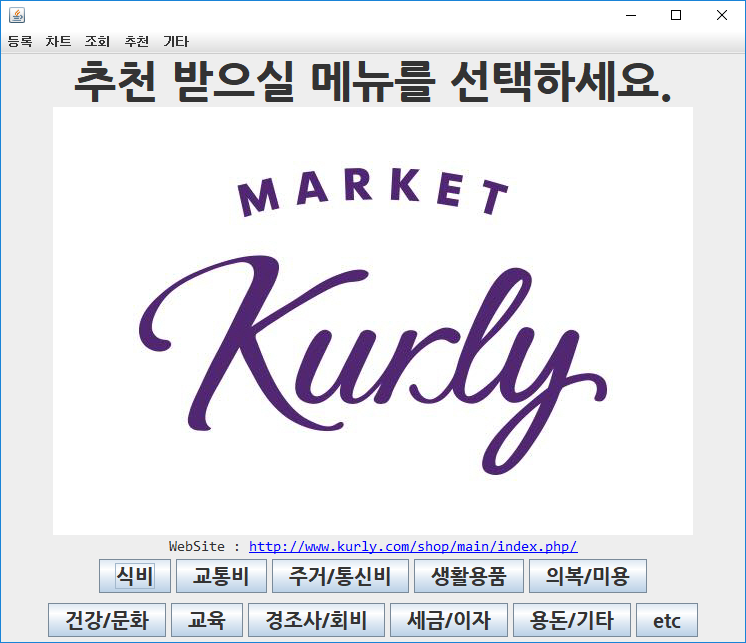 등록 차트 조회 추천 기타
추천 받으실 메뉴를 선택하세요.
MARKET
Kurly
WebSite : http://www.kurly.com/shop/main/index.php/
식비 교통비 주거/통신비 생활용품 의복/미용
건강/문화 교육 경조사/회비 세금/이자 용돈/기타 etc